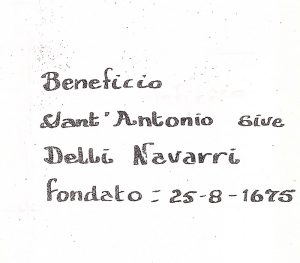 Beneficio
Sant'Antonio sive
Delli Navarri
fondato = 25-8-1675